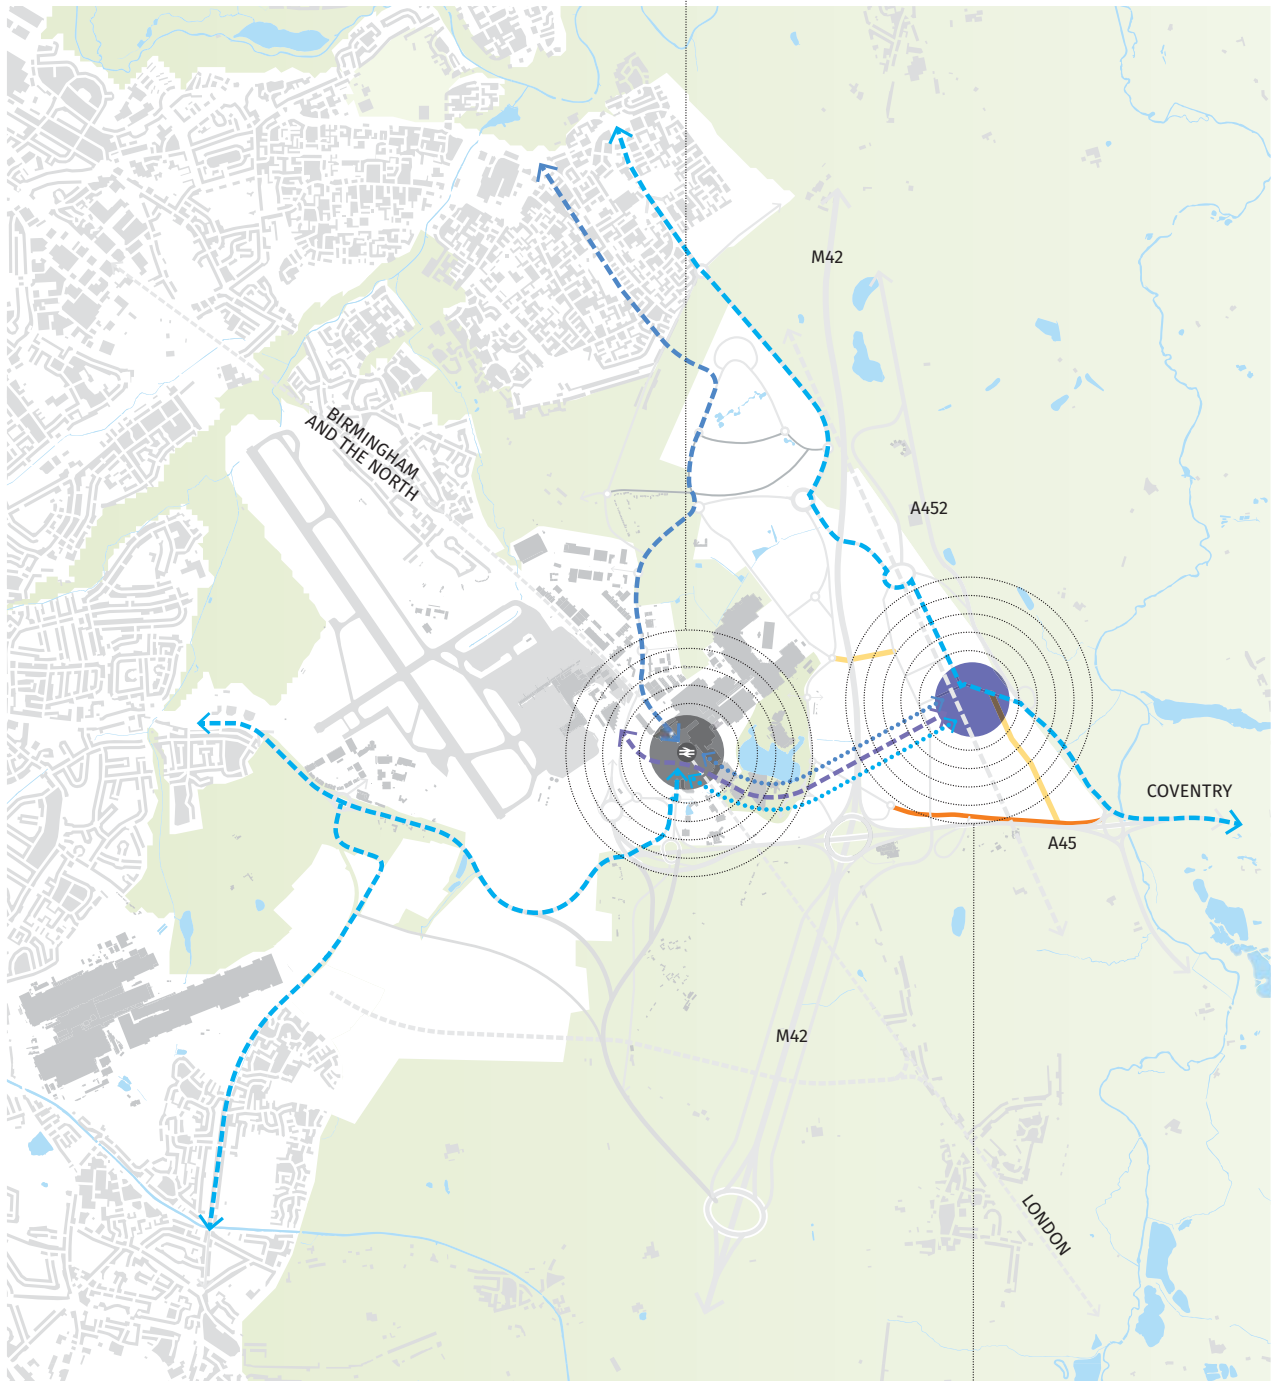 M42
BIRMINGHAM
AND THE NORTH
A452
COVENTRY
A45
M42
LONDON